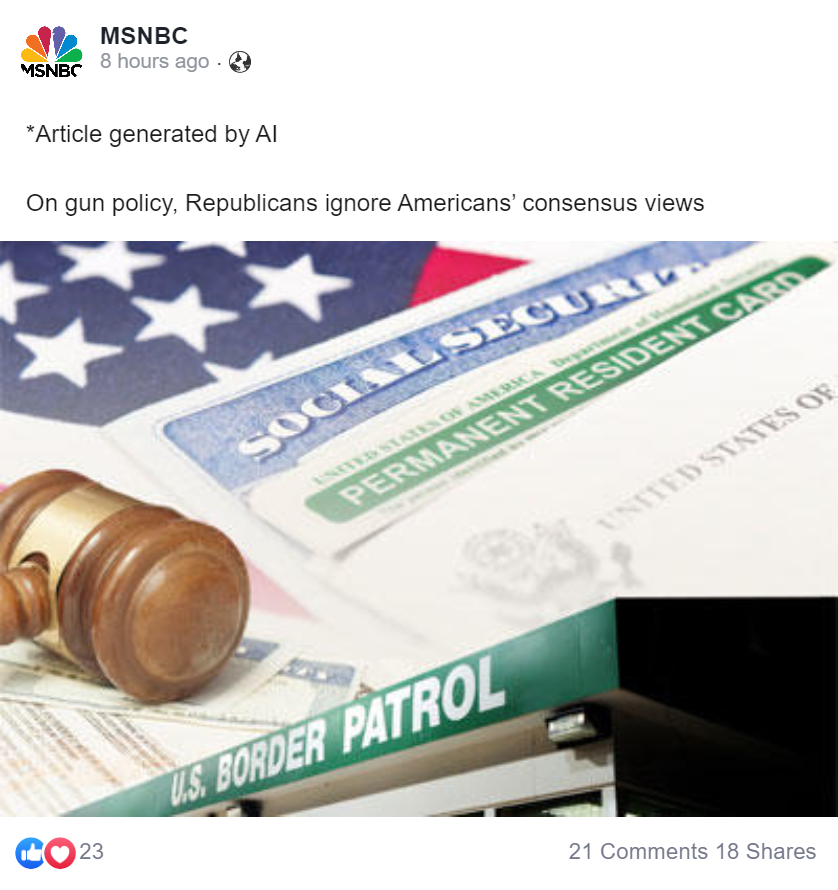 MSNBC
8 hours ago ·
MSNBC
*Article generated by AI
On gun policy, Republicans ignore Americans’ consensus views
SOCIAL SECURITY
Department of Homeland Security
UNITED STATES OF AMERICA
PERMANENT RESIDENT CARD
UNITED STATES OF
U.S. BORDER PATROL
23
21 Comments 18 Shares